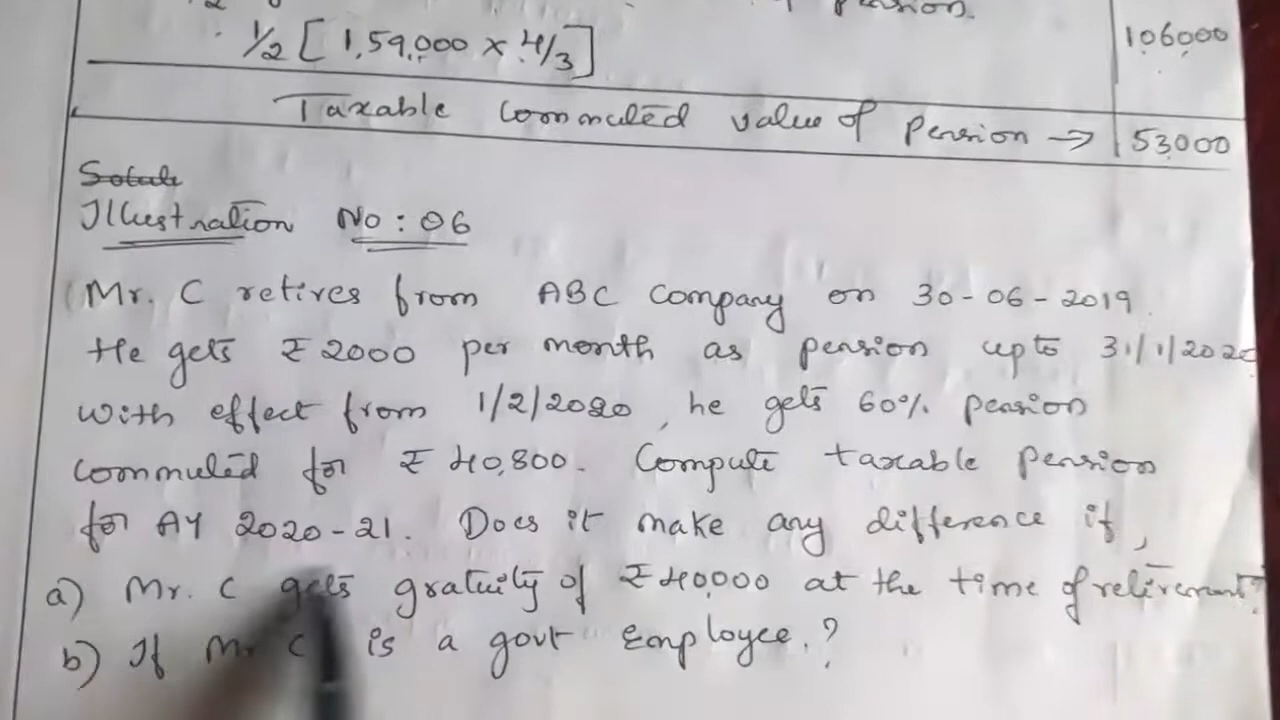 pension.
1/2 [ 1,59,000 x 4/3 ]
106000
Taxable Commuted value of Pension → 53000
Illustration No : 06
Mr. C retires from ABC Company on 30-06-2019.
He gets ₹ 2000 per month as pension upto 31/1/2020
With effect from 1/2/2020, he gets 60% pension
Commuted for ₹ 40,800. Compute taxable pension
for AY 2020-21. Does it make any difference if,
a) Mr. C gets gratuity of ₹ 40,000 at the time of retirement?
b) If Mr C is a govt Employee.?